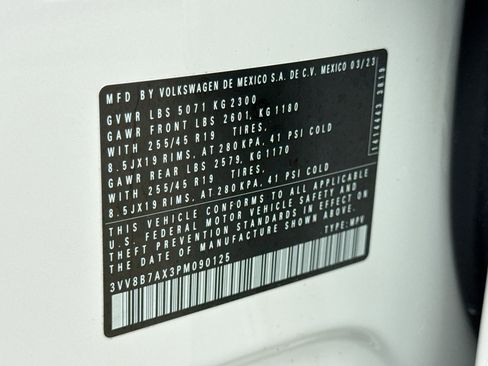 MFD BY VOLKSWAGEN DE MEXICO S.A. DE C.V. MEXICO 03/23
GVWR LBS 5071 KG 2300
GAWR FRONT LBS 2601, KG 1180
WITH 255/45 R19 TIRES,
8.5JX19 RIMS, AT 280 KPA, 41 PSI COLD
GAWR REAR LBS 2579, KG 1170
WITH 255/45 R19 TIRES,
8.5JX19 RIMS, AT 280 KPA, 41 PSI COLD
THIS VEHICLE CONFORMS TO ALL APPLICABLE
U.S. FEDERAL MOTOR VEHICLE SAFETY AND
THEFT PREVENTION STANDARDS IN EFFECT ON
THE DATE OF MANUFACTURE SHOWN ABOVE.
TYPE: MPV
3VV8B7AX3PM090125
7414443 3819